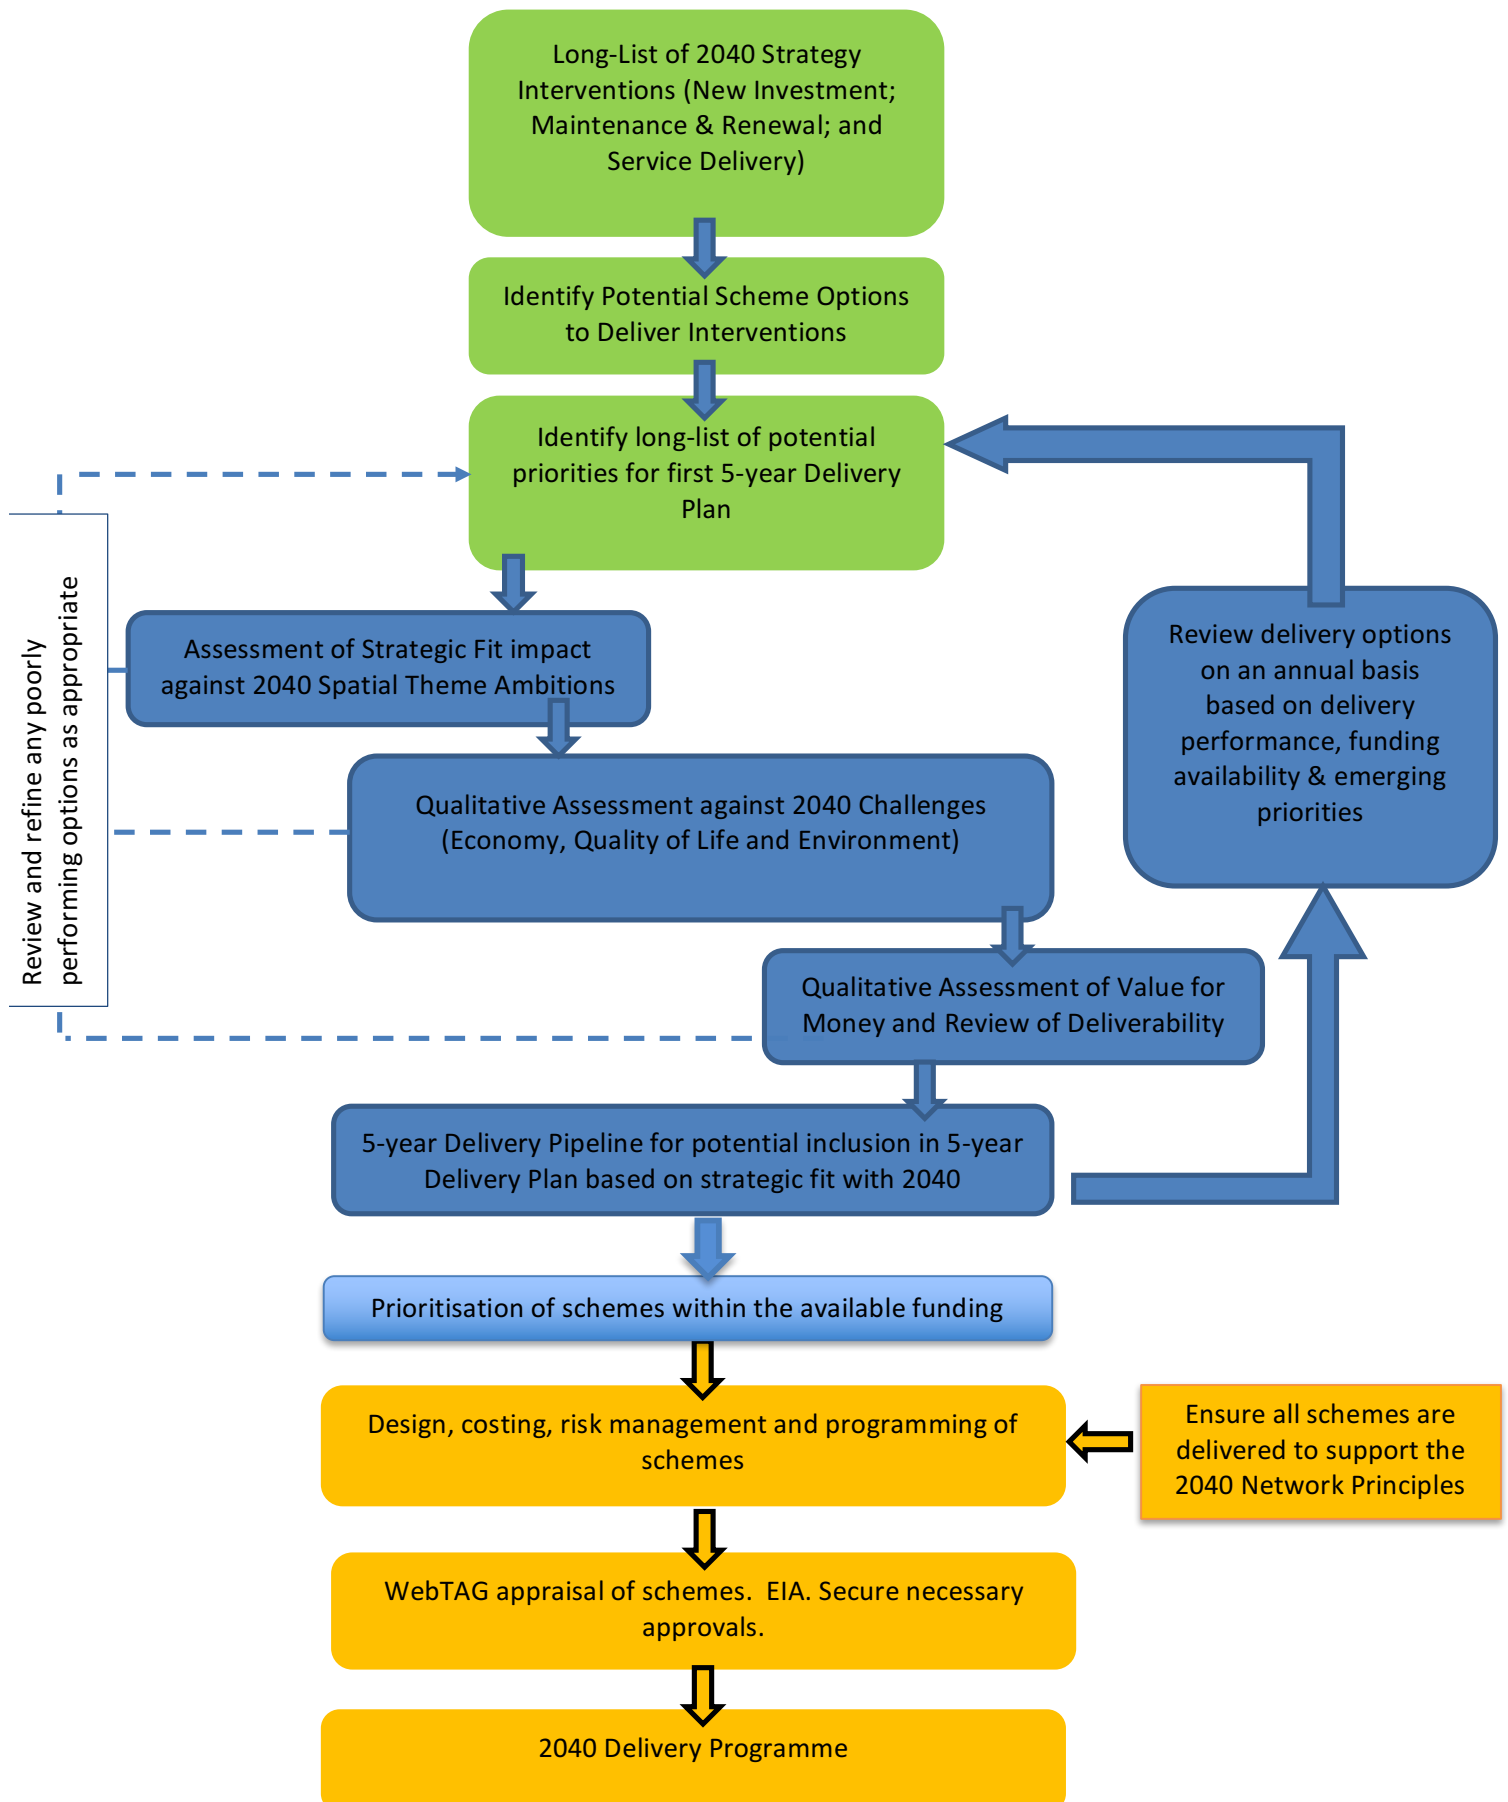 Long-List of 2040 Strategy
Interventions (New Investment;
Maintenance & Renewal; and
Service Delivery)
Identify Potential Scheme Options
to Deliver Interventions
Identify long-list of potential
priorities for first 5-year Delivery
Plan
Review and refine any poorly
performing options as appropriate
Assessment of Strategic Fit impact
against 2040 Spatial Theme Ambitions
Review delivery options
on an annual basis
based on delivery
performance, funding
availability & emerging
priorities
Qualitative Assessment against 2040 Challenges
(Economy, Quality of Life and Environment)
Qualitative Assessment of Value for
Money and Review of Deliverability
5-year Delivery Pipeline for potential inclusion in 5-year
Delivery Plan based on strategic fit with 2040
Prioritisation of schemes within the available funding
Design, costing, risk management and programming of
schemes
Ensure all schemes are
delivered to support the
2040 Network Principles
WebTAG appraisal of schemes.  EIA. Secure necessary
approvals.
2040 Delivery Programme